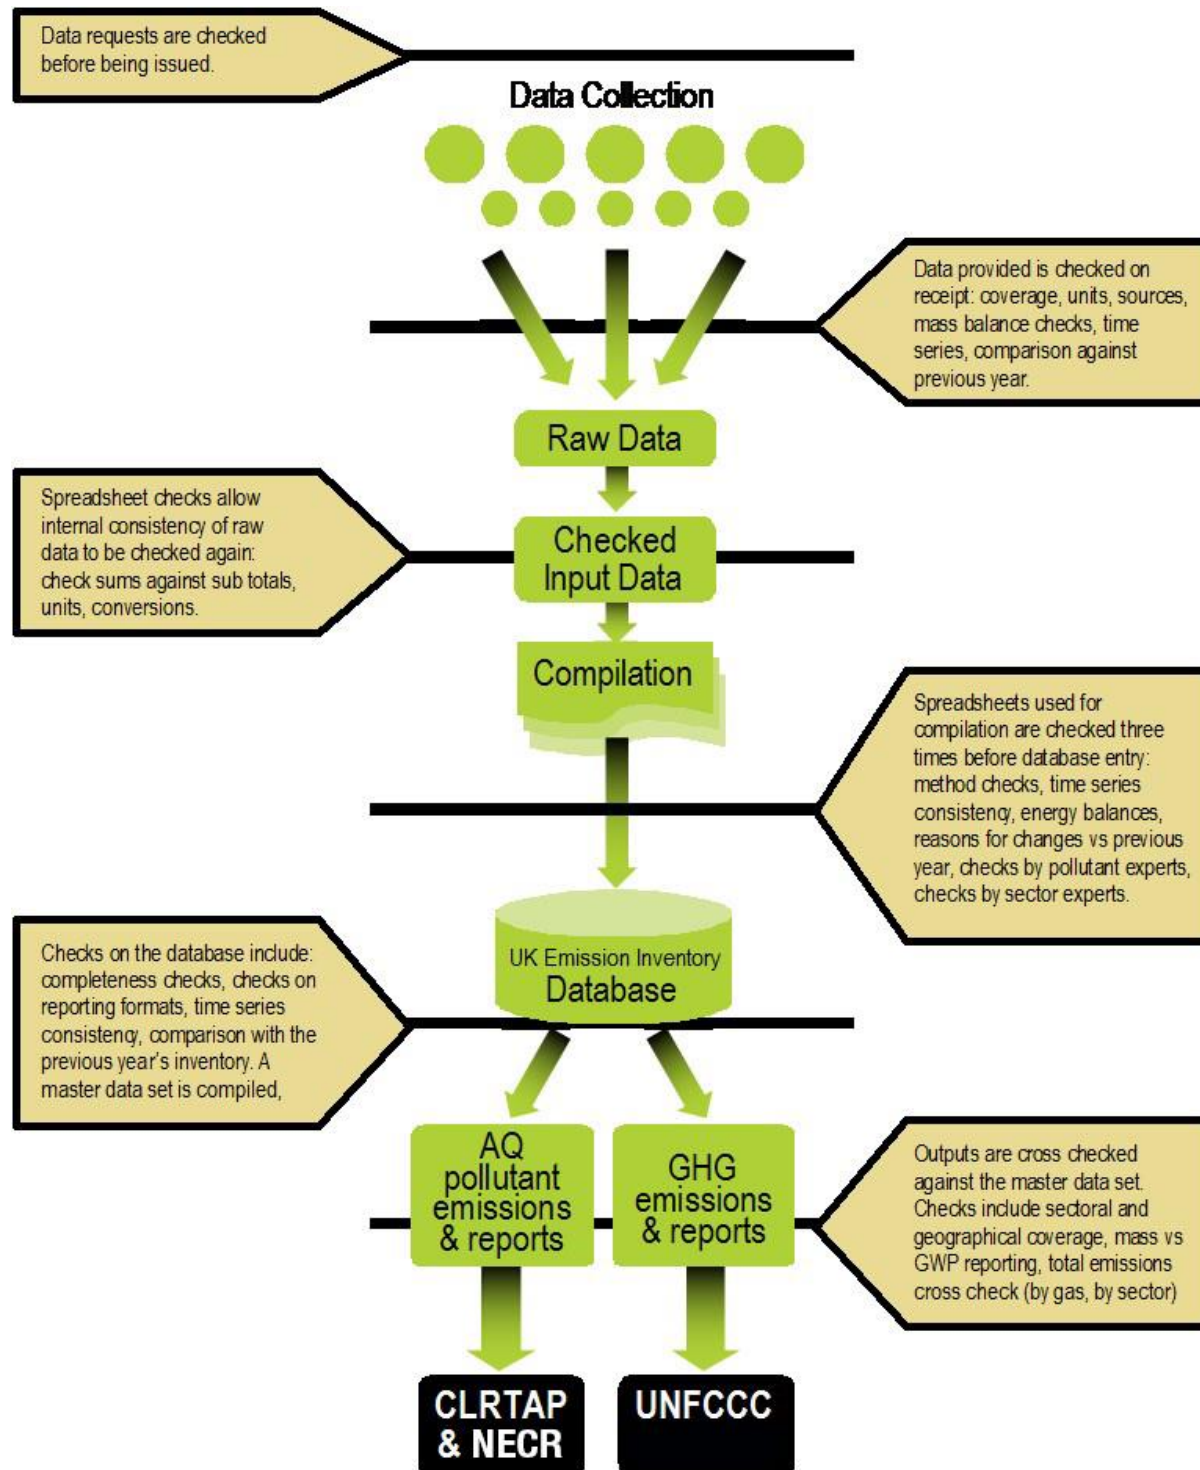 Data requests are checked
before being issued.
Data Collection
Data provided is checked on
receipt: coverage, units, sources,
mass balance checks, time
series, comparison against
previous year.
Raw Data
Spreadsheet checks allow
internal consistency of raw
data to be checked again:
check sums against sub totals,
units, conversions.
Checked
Input Data
Compilation
Spreadsheets used for
compilation are checked three
times before database entry:
method checks, time series
consistency, energy balances,
reasons for changes vs previous
year, checks by pollutant experts,
checks by sector experts.
UK Emission Inventory
Database
Checks on the database include:
completeness checks, checks on
reporting formats, time series
consistency, comparison with the
previous year's inventory. A
master data set is compiled,
AQ
pollutant
emissions
& reports
GHG
emissions
& reports
Outputs are cross checked
against the master data set.
Checks include sectoral and
geographical coverage, mass vs
GWP reporting, total emissions
cross check (by gas, by sector)
CLRTAP
& NECR
UNFCCC